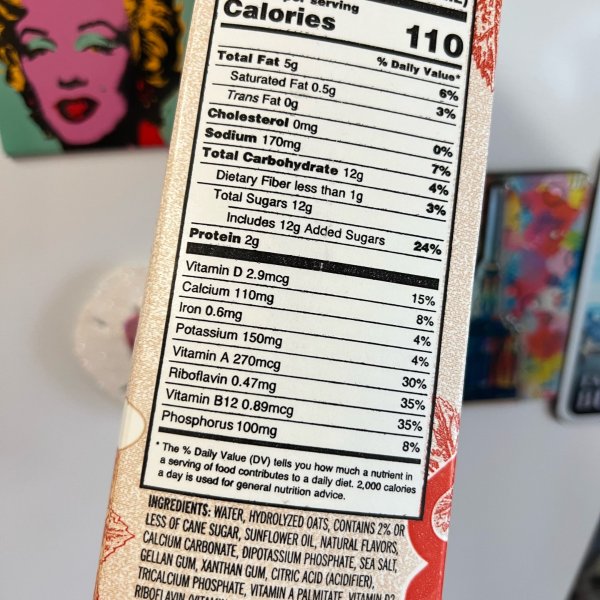 per serving
Calories 110
% Daily Value*
Total Fat 5g 6%
Saturated Fat 0.5g 3%
Trans Fat 0g
Cholesterol 0mg 0%
Sodium 170mg 7%
Total Carbohydrate 12g 4%
Dietary Fiber less than 1g 3%
Total Sugars 12g
Includes 12g Added Sugars 24%
Protein 2g
Vitamin D 2.9mcg 15%
Calcium 110mg 8%
Iron 0.6mg 4%
Potassium 150mg 4%
Vitamin A 270mcg 30%
Riboflavin 0.47mg 35%
Vitamin B12 0.89mcg 35%
Phosphorus 100mg 8%
* The % Daily Value (DV) tells you how much a nutrient in
a serving of food contributes to a daily diet. 2,000 calories
a day is used for general nutrition advice.
INGREDIENTS: WATER, HYDROLYZED OATS, CONTAINS 2% OR
LESS OF CANE SUGAR, SUNFLOWER OIL, NATURAL FLAVORS,
CALCIUM CARBONATE, DIPOTASSIUM PHOSPHATE, SEA SALT,
GELLAN GUM, XANTHAN GUM, CITRIC ACID (ACIDIFIER),
TRICALCIUM PHOSPHATE, VITAMIN A PALMITATE, VITAMIN D2
RIBOFLAVIN